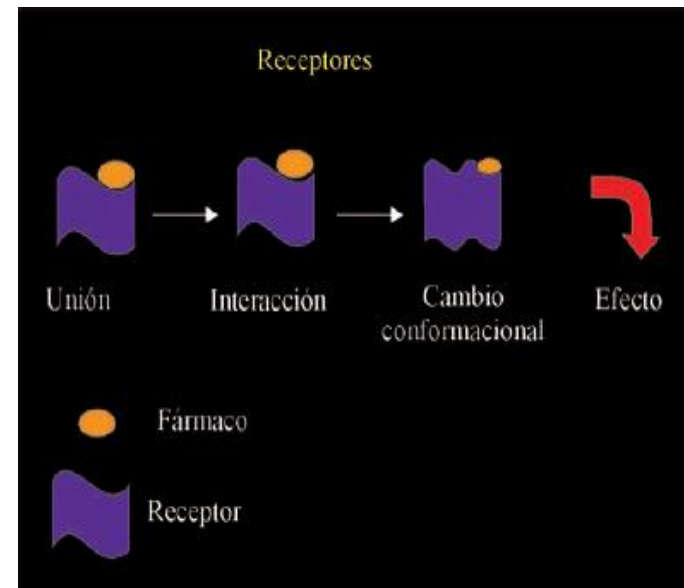 Receptores
Unión
Interacción
Cambio
conformacional
Efecto
Fármaco
Receptor